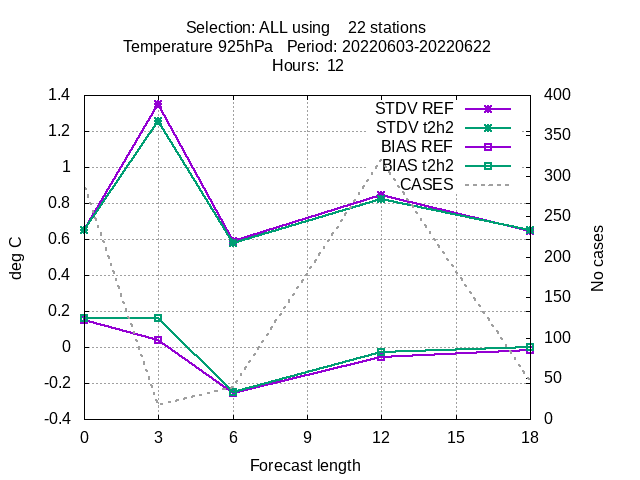 Selection: ALL using    22 stations
Temperature 925hPa   Period: 20220603-20220622
Hours:  12
STDV REF
STDV t2h2
BIAS REF
BIAS t2h2
CASES
1.4
1.2
1
0.8
0.6
0.4
0.2
0
-0.2
-0.4
deg C
400
350
300
250
200
150
100
50
0
No cases
0 3 6 9 12 15 18
Forecast length